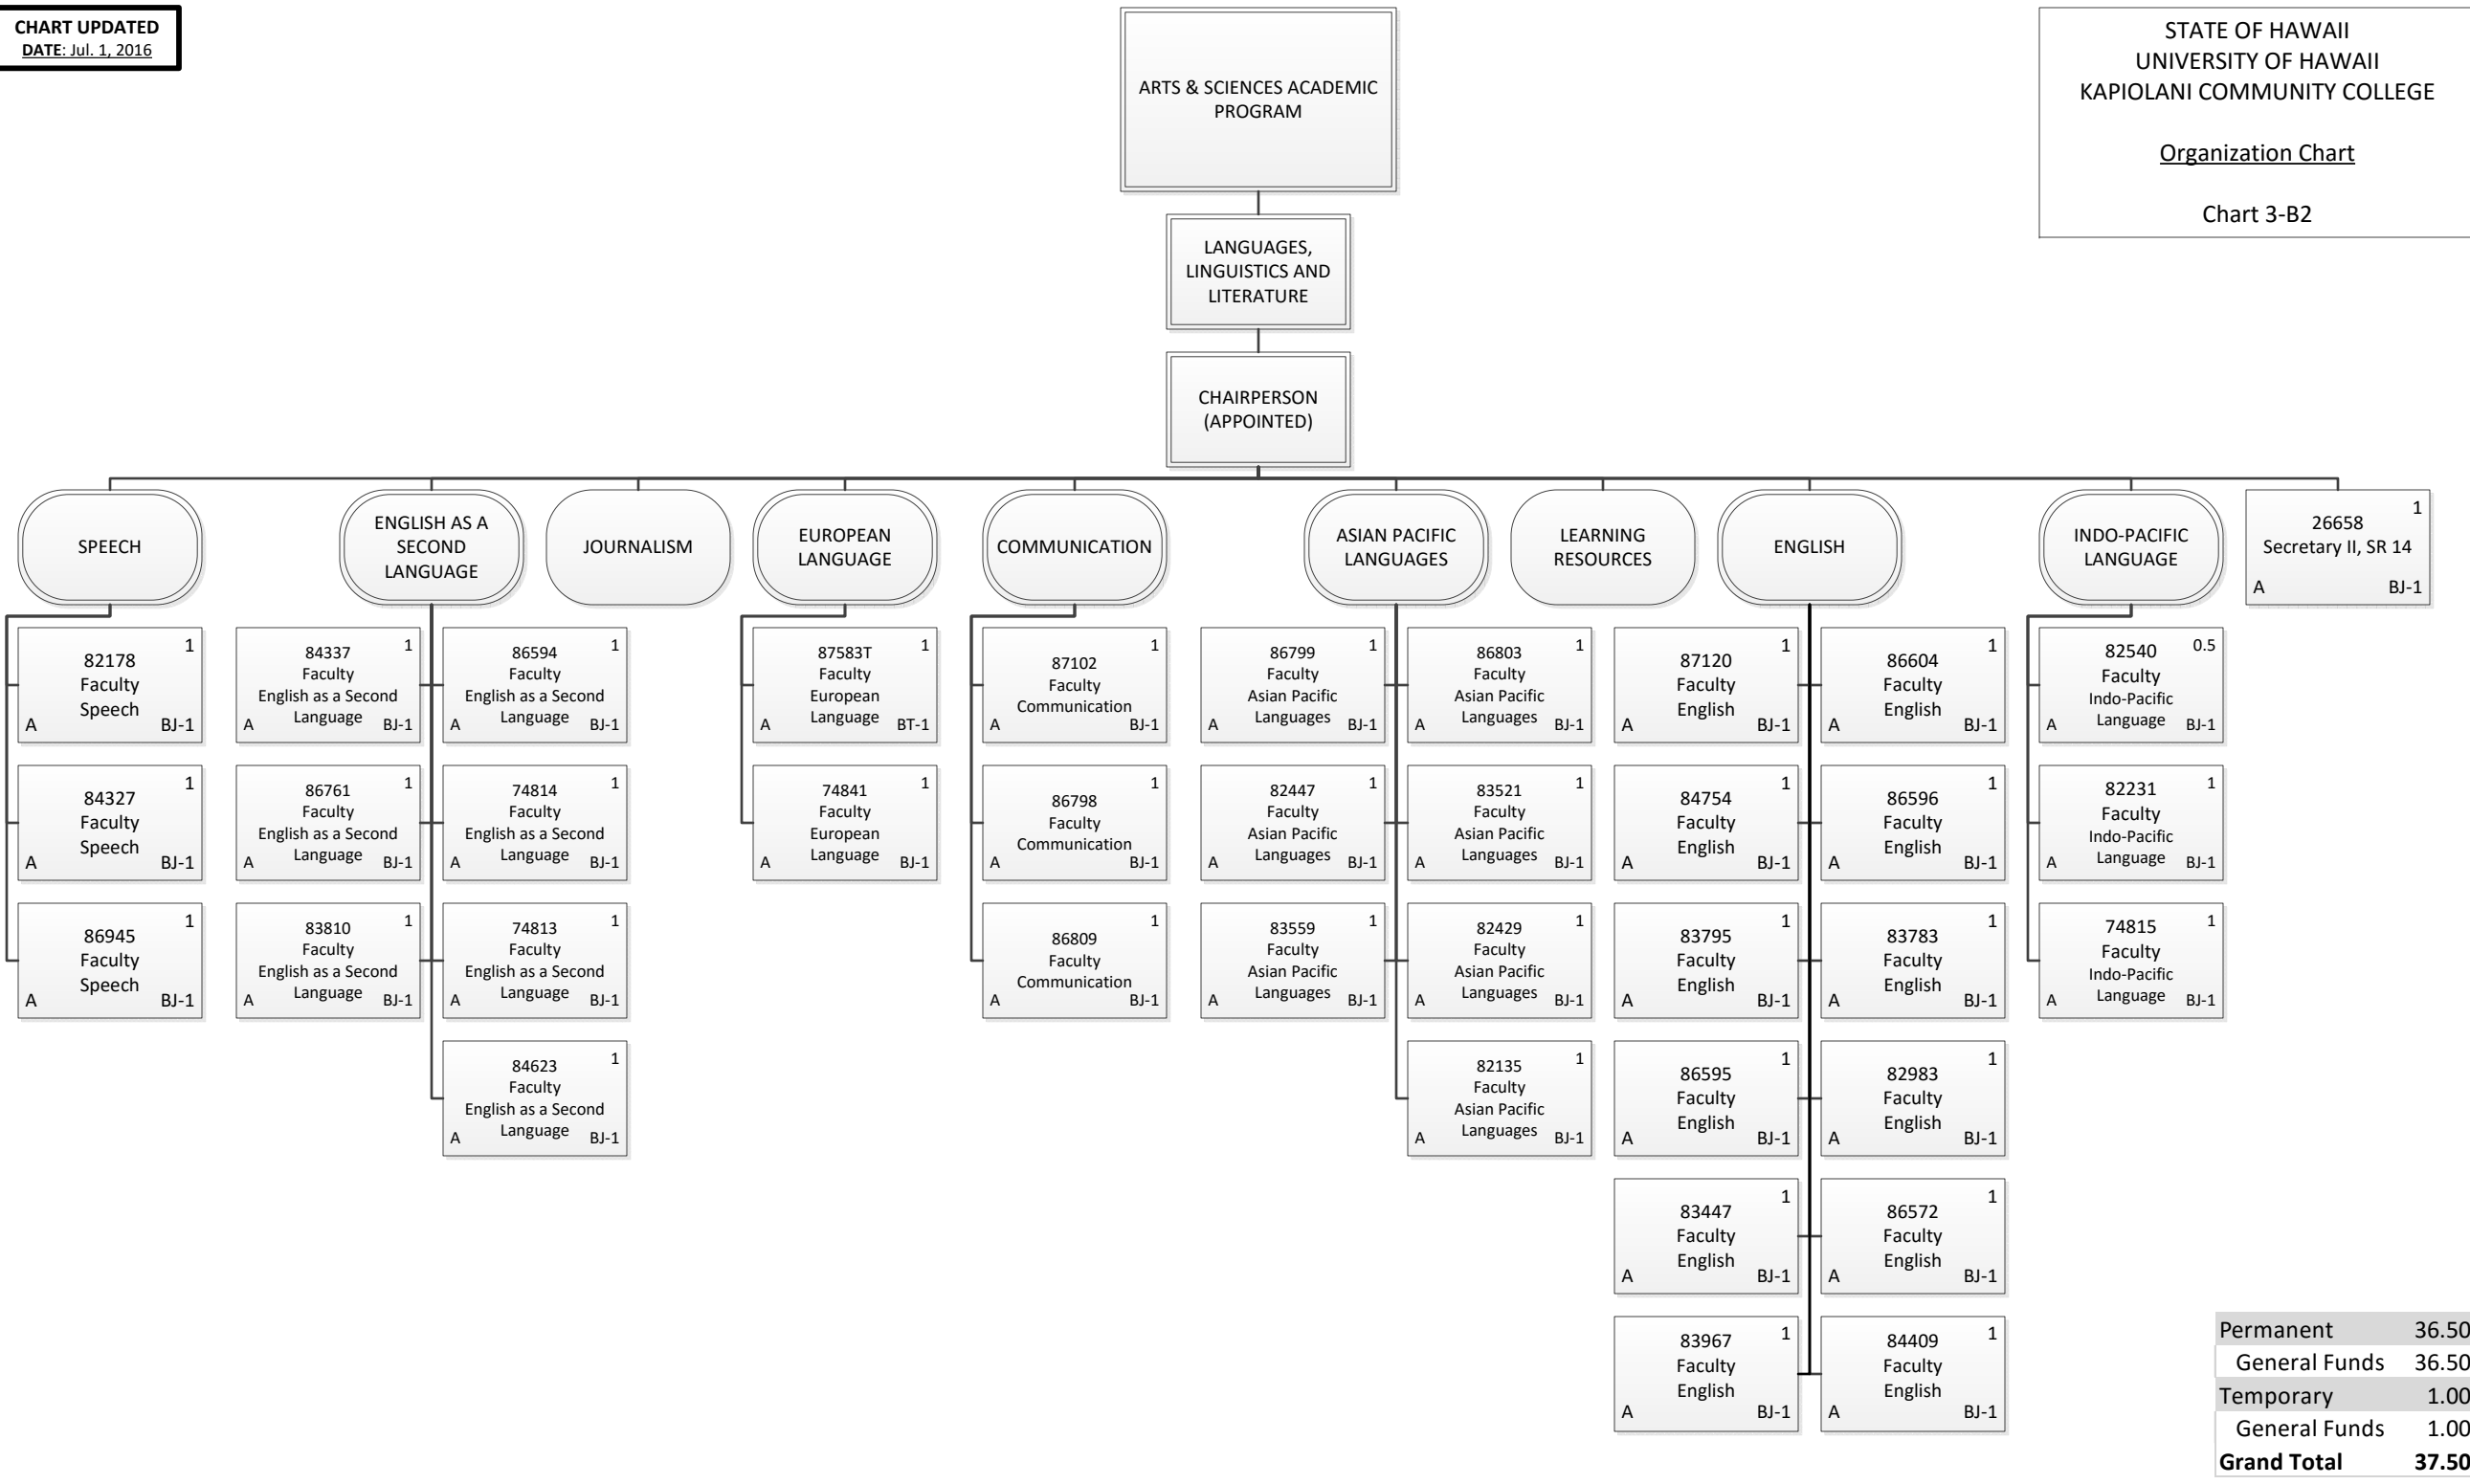 CHART UPDATED
DATE: Jul. 1, 2016
STATE OF HAWAII
UNIVERSITY OF HAWAII
KAPIOLANI COMMUNITY COLLEGE
Organization Chart
Chart 3-B2
ARTS & SCIENCES ACADEMIC
PROGRAM
LANGUAGES,
LINGUISTICS AND
LITERATURE
CHAIRPERSON
(APPOINTED)
SPEECH
82178 1
Faculty
Speech
A BJ-1
84327 1
Faculty
Speech
A BJ-1
86945 1
Faculty
Speech
A BJ-1
ENGLISH AS A
SECOND
LANGUAGE
84337 1
Faculty
English as a Second
A Language BJ-1
86594 1
Faculty
English as a Second
A Language BJ-1
86761 1
Faculty
English as a Second
A Language BJ-1
74814 1
Faculty
English as a Second
A Language BJ-1
83810 1
Faculty
English as a Second
A Language BJ-1
74813 1
Faculty
English as a Second
A Language BJ-1
84623 1
Faculty
English as a Second
A Language BJ-1
JOURNALISM
EUROPEAN
LANGUAGE
87583T 1
Faculty
European
A Language BT-1
74841 1
Faculty
European
A Language BJ-1
COMMUNICATION
87102 1
Faculty
Communication
A BJ-1
86798 1
Faculty
Communication
A BJ-1
86809 1
Faculty
Communication
A BJ-1
ASIAN PACIFIC
LANGUAGES
86799 1
Faculty
Asian Pacific
A Languages BJ-1
86803 1
Faculty
Asian Pacific
A Languages BJ-1
82447 1
Faculty
Asian Pacific
A Languages BJ-1
83521 1
Faculty
Asian Pacific
A Languages BJ-1
83559 1
Faculty
Asian Pacific
A Languages BJ-1
82429 1
Faculty
Asian Pacific
A Languages BJ-1
82135 1
Faculty
Asian Pacific
A Languages BJ-1
LEARNING
RESOURCES
ENGLISH
87120 1
Faculty
English
A BJ-1
86604 1
Faculty
English
A BJ-1
84754 1
Faculty
English
A BJ-1
86596 1
Faculty
English
A BJ-1
83795 1
Faculty
English
A BJ-1
83783 1
Faculty
English
A BJ-1
86595 1
Faculty
English
A BJ-1
82983 1
Faculty
English
A BJ-1
83447 1
Faculty
English
A BJ-1
86572 1
Faculty
English
A BJ-1
83967 1
Faculty
English
A BJ-1
84409 1
Faculty
English
A BJ-1
INDO-PACIFIC
LANGUAGE
82540 0.5
Faculty
Indo-Pacific
A Language BJ-1
82231 1
Faculty
Indo-Pacific
A Language BJ-1
74815 1
Faculty
Indo-Pacific
A Language BJ-1
26658 1
Secretary II, SR 14
A BJ-1
Permanent 36.50
General Funds 36.50
Temporary 1.00
General Funds 1.00
Grand Total 37.50